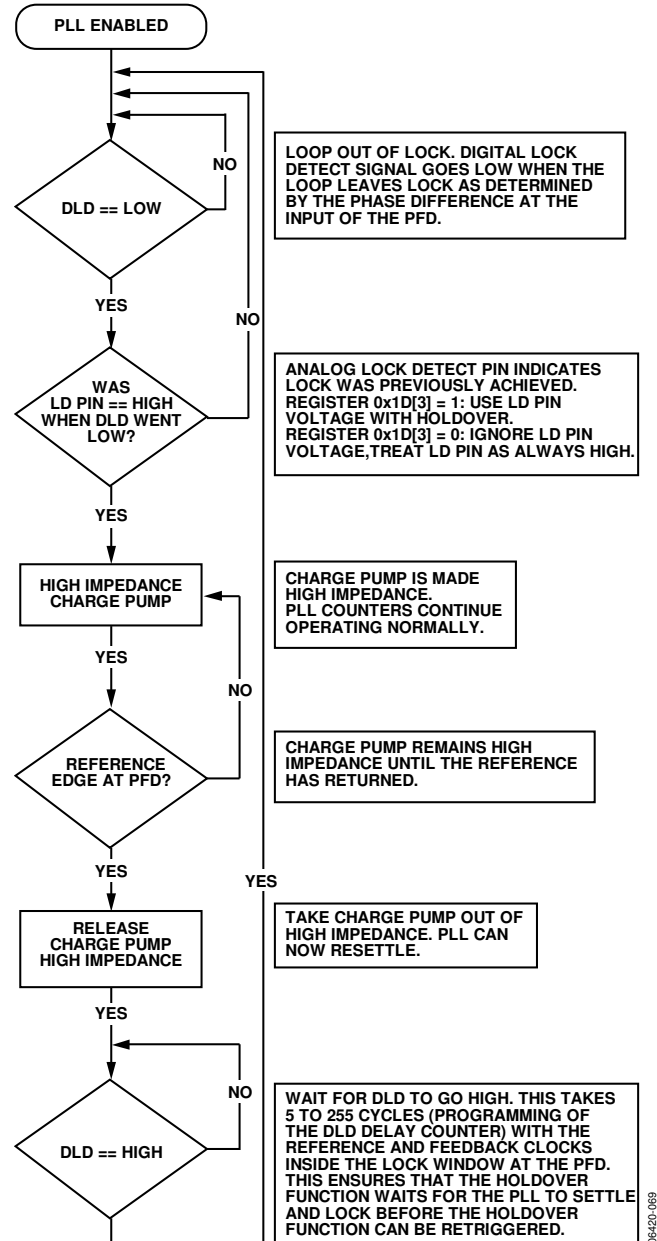 PLL ENABLED
NO
DLD == LOW
LOOP OUT OF LOCK. DIGITAL LOCK
DETECT SIGNAL GOES LOW WHEN THE
LOOP LEAVES LOCK AS DETERMINED
BY THE PHASE DIFFERENCE AT THE
INPUT OF THE PFD.
YES
NO
WAS
LD PIN == HIGH
WHEN DLD WENT
LOW?
ANALOG LOCK DETECT PIN INDICATES
LOCK WAS PREVIOUSLY ACHIEVED.
REGISTER 0x1D[3] = 1: USE LD PIN
VOLTAGE WITH HOLDOVER.
REGISTER 0x1D[3] = 0: IGNORE LD PIN
VOLTAGE,TREAT LD PIN AS ALWAYS HIGH.
YES
HIGH IMPEDANCE
CHARGE PUMP
CHARGE PUMP IS MADE
HIGH IMPEDANCE.
PLL COUNTERS CONTINUE
OPERATING NORMALLY.
YES
NO
REFERENCE
EDGE AT PFD?
CHARGE PUMP REMAINS HIGH
IMPEDANCE UNTIL THE REFERENCE
HAS RETURNED.
YES
YES
RELEASE
CHARGE PUMP
HIGH IMPEDANCE
TAKE CHARGE PUMP OUT OF
HIGH IMPEDANCE. PLL CAN
NOW RESETTLE.
YES
NO
DLD == HIGH
WAIT FOR DLD TO GO HIGH. THIS TAKES
5 TO 255 CYCLES (PROGRAMMING OF
THE DLD DELAY COUNTER) WITH THE
REFERENCE AND FEEDBACK CLOCKS
INSIDE THE LOCK WINDOW AT THE PFD.
THIS ENSURES THAT THE HOLDOVER
FUNCTION WAITS FOR THE PLL TO SETTLE
AND LOCK BEFORE THE HOLDOVER
FUNCTION CAN BE RETRIGGERED.
06420-069